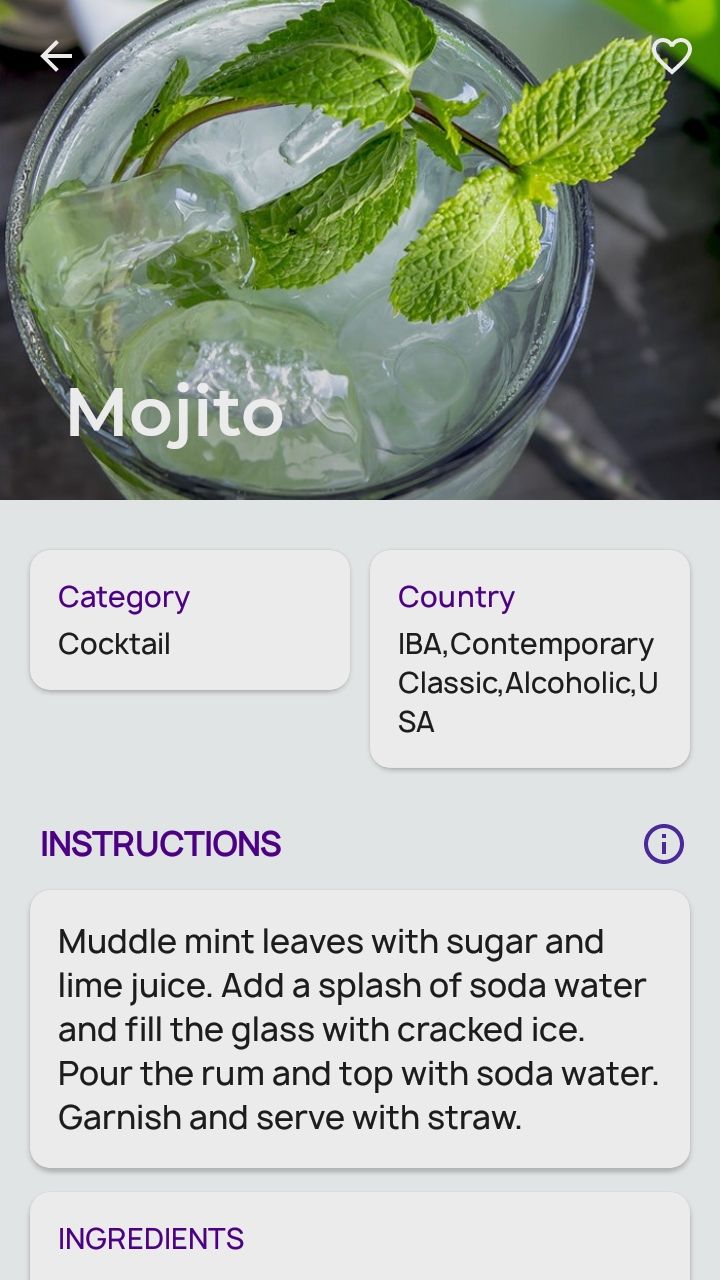 Mojito
Category
Cocktail
Country
IBA,Contemporary
Classic,Alcoholic,U
SA
INSTRUCTIONS
Muddle mint leaves with sugar and
lime juice. Add a splash of soda water
and fill the glass with cracked ice.
Pour the rum and top with soda water.
Garnish and serve with straw.
INGREDIENTS